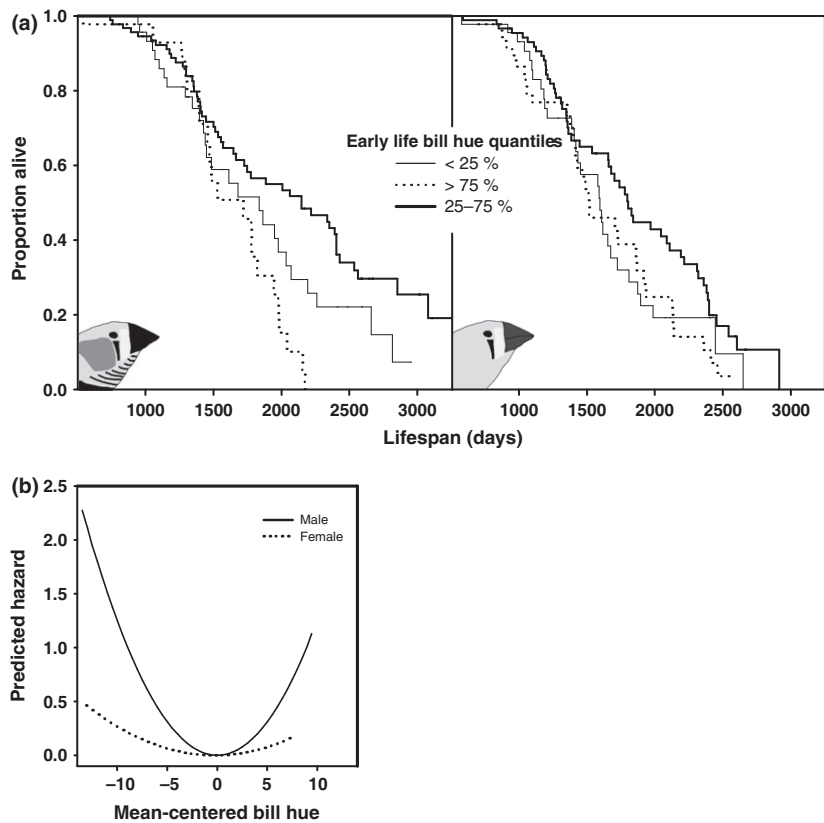 (a)
1.0
0.8
0.6
0.4
0.2
0.0
Proportion alive
Early life bill hue quantiles
< 25 %
> 75 %
25–75 %
1000 1500 2000 2500 3000 1000 1500 2000 2500 3000
Lifespan (days)
(b)
2.5
2.0
1.5
1.0
0.5
0.0
Predicted hazard
Male
Female
−10 −5 0 5 10
Mean-centered bill hue